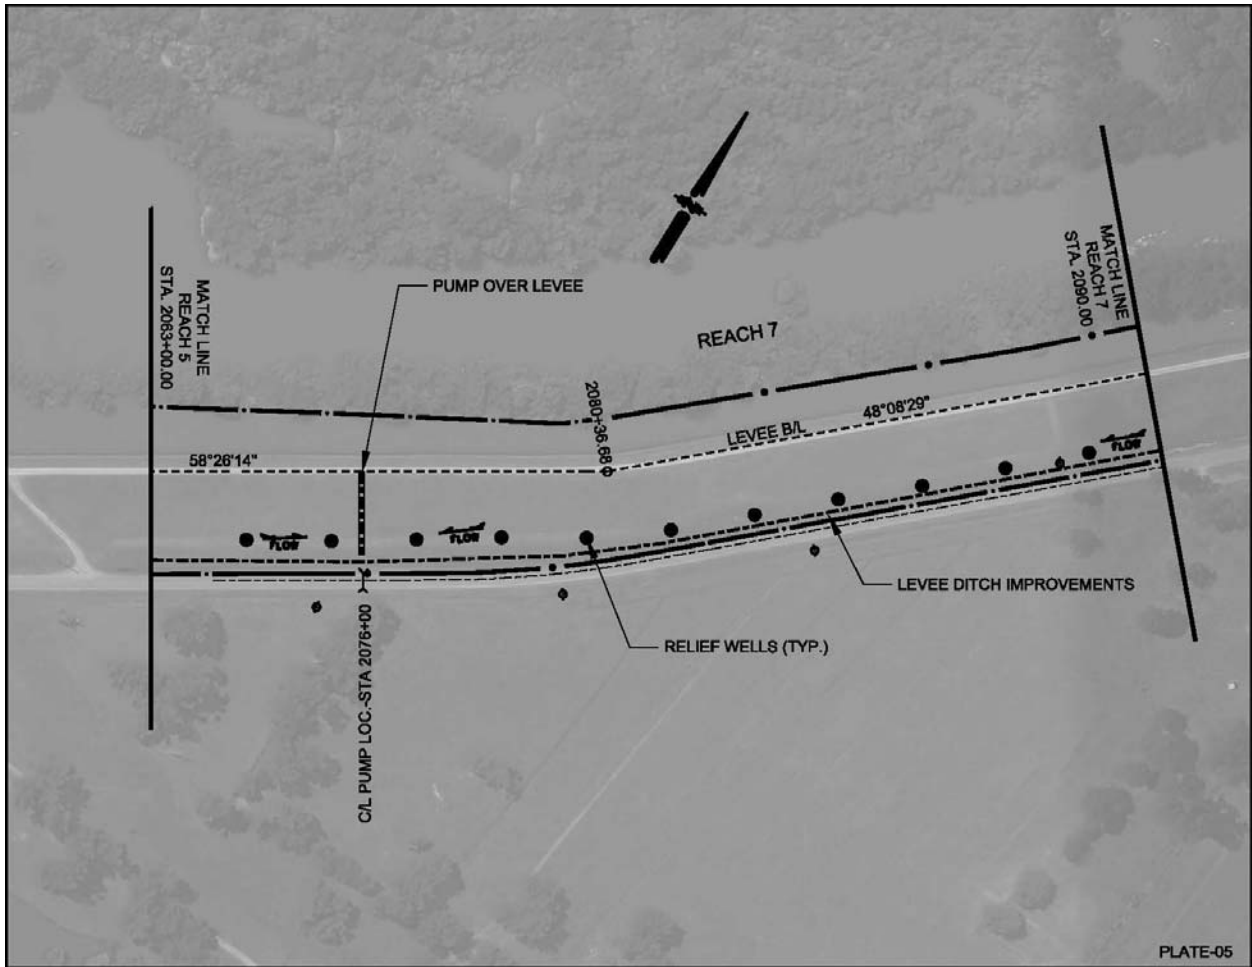 PUMP OVER LEVEE
MATCH LINE
REACH 5
STA. 2063+00.00
REACH 7
MATCH LINE
REACH 7
STA. 2090.00
2080+36.68
48°08'29"
LEVEE B/L
58°26'14"
FLOW
FLOW
FLOW
LEVEE DITCH IMPROVEMENTS
RELIEF WELLS (TYP.)
C/L PUMP LOC.-STA 2076+00
PLATE-05